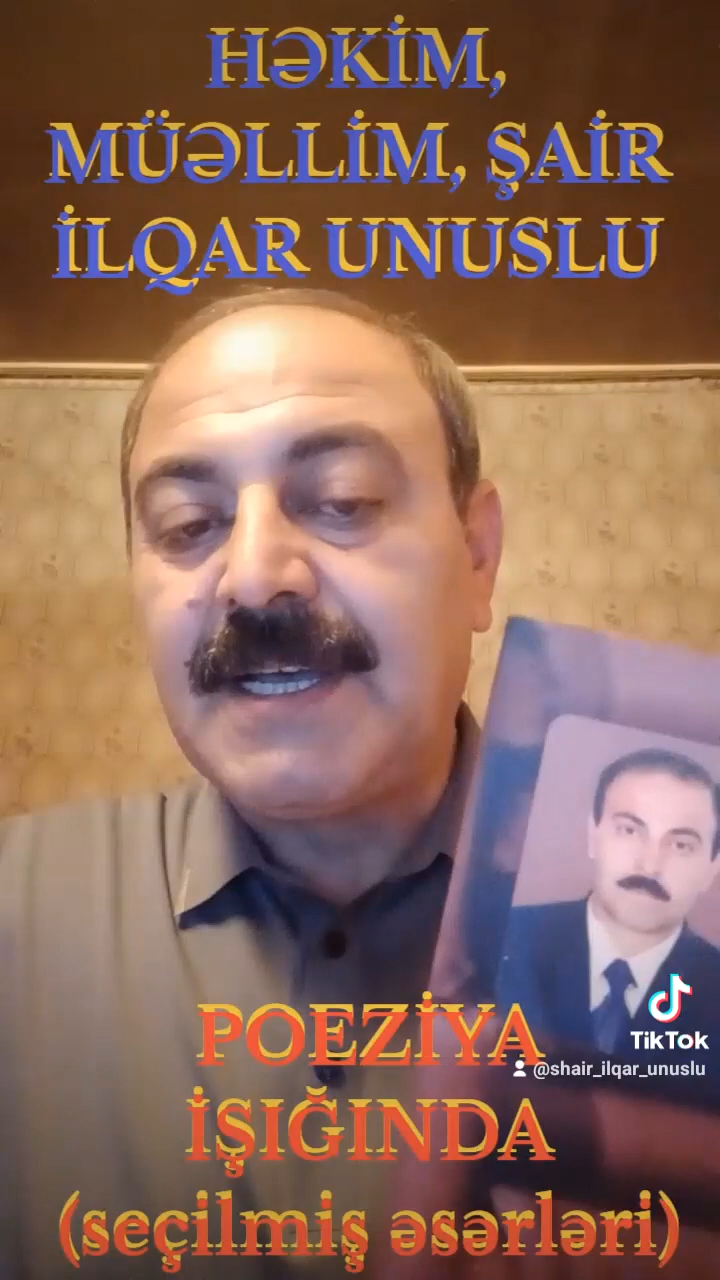 HƏKİM,
MÜƏLLİM, ŞAİR
İLQAR UNUSLU
TikTok
@shair_ilqar_unuslu
POEZİYA
İŞIĞINDA
(seçilmiş əsərləri)